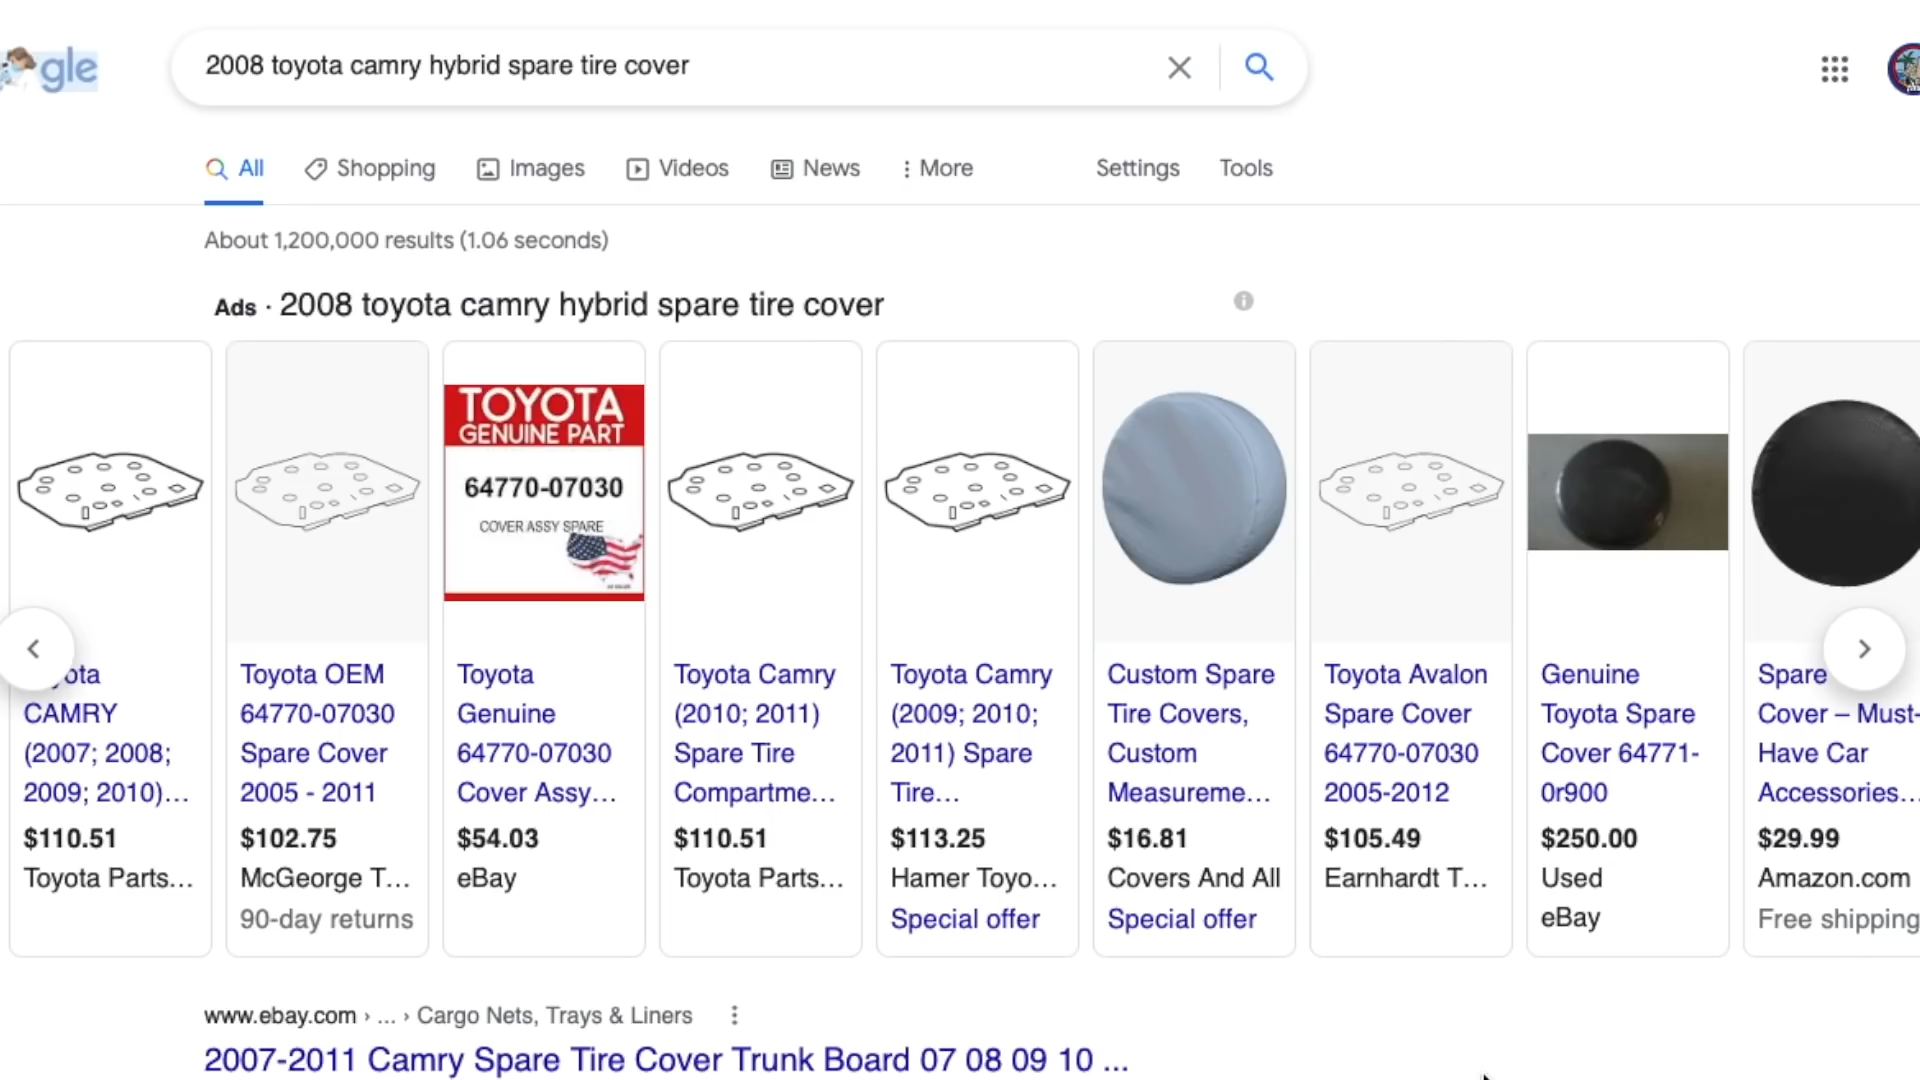 gle
2008 toyota camry hybrid spare tire cover
All
Shopping
Images
Videos
News
More
Settings
Tools
About 1,200,000 results (1.06 seconds)
Ads · 2008 toyota camry hybrid spare tire cover
CAMRY
(2007; 2008;
2009; 2010)...
$110.51
Toyota Parts...
Toyota OEM
64770-07030
Spare Cover
2005 - 2011
$102.75
McGeorge T...
90-day returns
TOYOTA
GENUINE PART
64770-07030
COVER ASSY SPARE
Toyota
Genuine
64770-07030
Cover Assy...
$54.03
eBay
Toyota Camry
(2010; 2011)
Spare Tire
Compartme...
$110.51
Toyota Parts...
Toyota Camry
(2009; 2010;
2011) Spare
Tire...
$113.25
Hamer Toyo...
Special offer
Custom Spare
Tire Covers,
Custom
Measureme...
$16.81
Covers And All
Special offer
Toyota Avalon
Spare Cover
64770-07030
2005-2012
$105.49
Earnhardt T...
Genuine
Toyota Spare
Cover 64771-
0r900
$250.00
Used
eBay
Spare
Cover – Must-
Have Car
Accessories...
$29.99
Amazon.com
Free shipping
www.ebay.com › ... › Cargo Nets, Trays & Liners
2007-2011 Camry Spare Tire Cover Trunk Board 07 08 09 10 ...